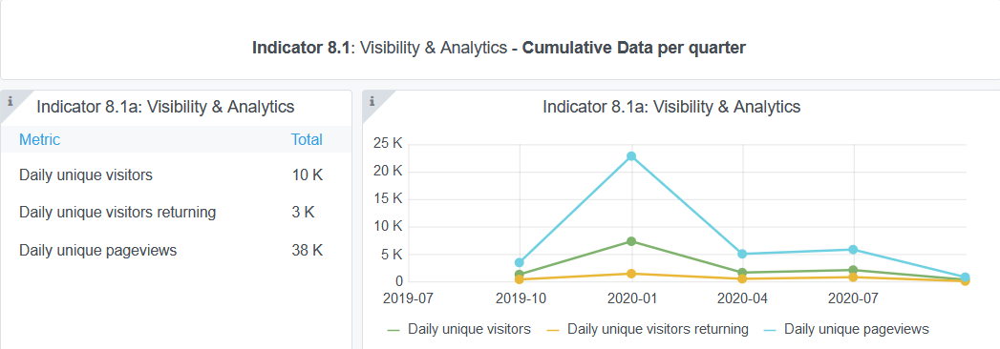 Indicator 8.1: Visibility & Analytics - Cumulative Data per quarter
i
Indicator 8.1a: Visibility & Analytics
Metric Total
Daily unique visitors 10 K
Daily unique visitors returning 3 K
Daily unique pageviews 38 K
i
Indicator 8.1a: Visibility & Analytics
25 K
20 K
15 K
10 K
5 K
0
2019-07 2019-10 2020-01 2020-04 2020-07
Daily unique visitors Daily unique visitors returning Daily unique pageviews